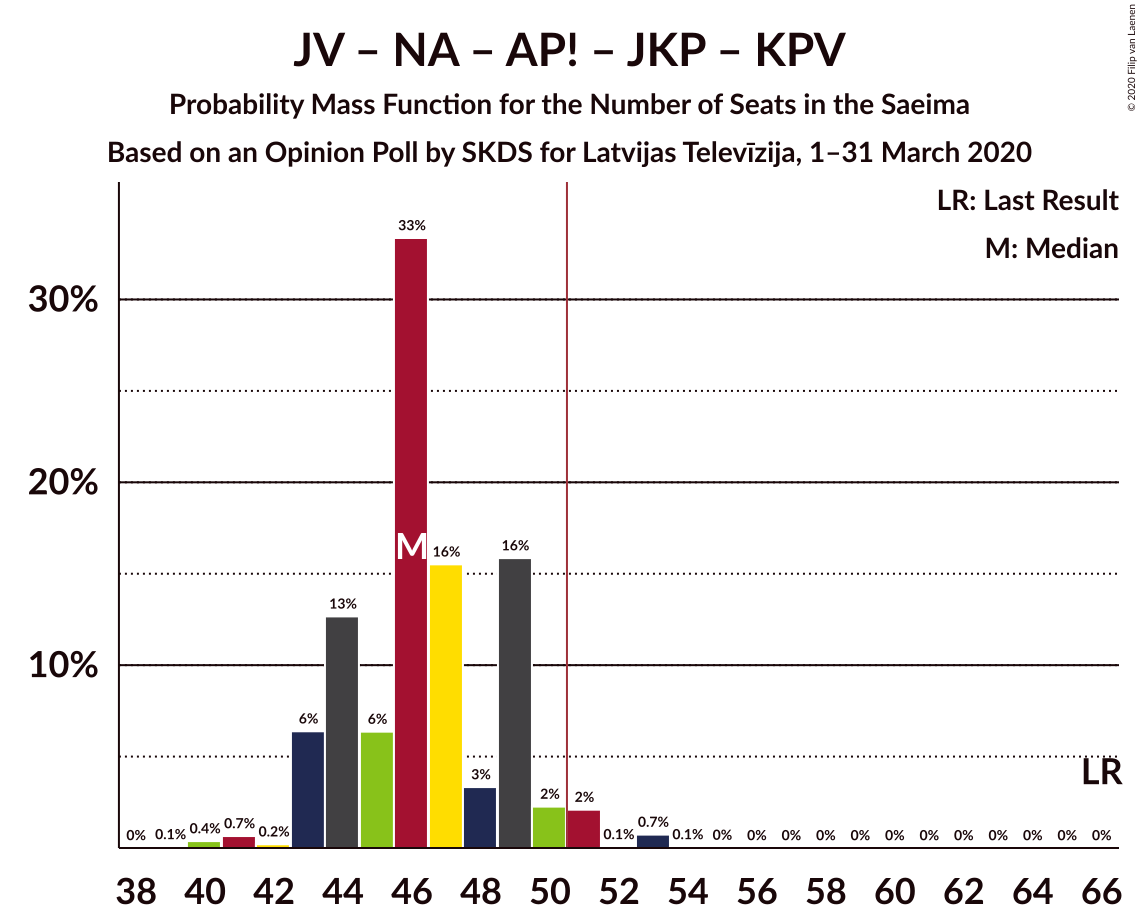 JV – NA – AP! – JKP – KPV
Probability Mass Function for the Number of Seats in the Saeima
Based on an Opinion Poll by SKDS for Latvijas Televīzija, 1–31 March 2020
© 2020 Filip van Laenen
LR: Last Result
M: Median
30%
20%
10%
0% 0.1% 0.4% 0.7% 0.2% 6% 13% 6% 33% 16% 3% 16% 2% 2% 0.1% 0.7% 0.1% 0% 0% 0% 0% 0% 0% 0% 0% 0% 0% 0% 0%
M
LR
38 40 42 44 46 48 50 52 54 56 58 60 62 64 66